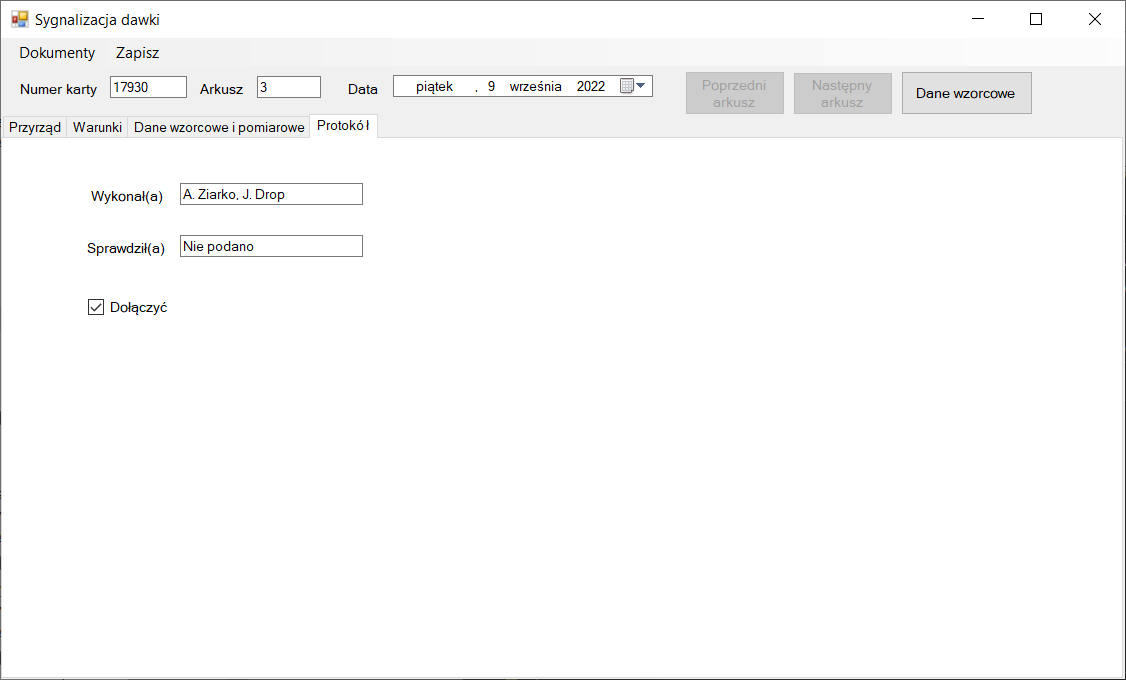 Sygnalizacja dawki
Dokumenty Zapisz
Numer karty 17930 Arkusz 3 Data piątek , 9 września 2022
Poprzedni arkusz
Następny arkusz
Dane wzorcowe
Przyrząd Warunki Dane wzorcowe i pomiarowe Protokół
Wykonał(a) A. Ziarko, J. Drop
Sprawdził(a) Nie podano
Dołączyć